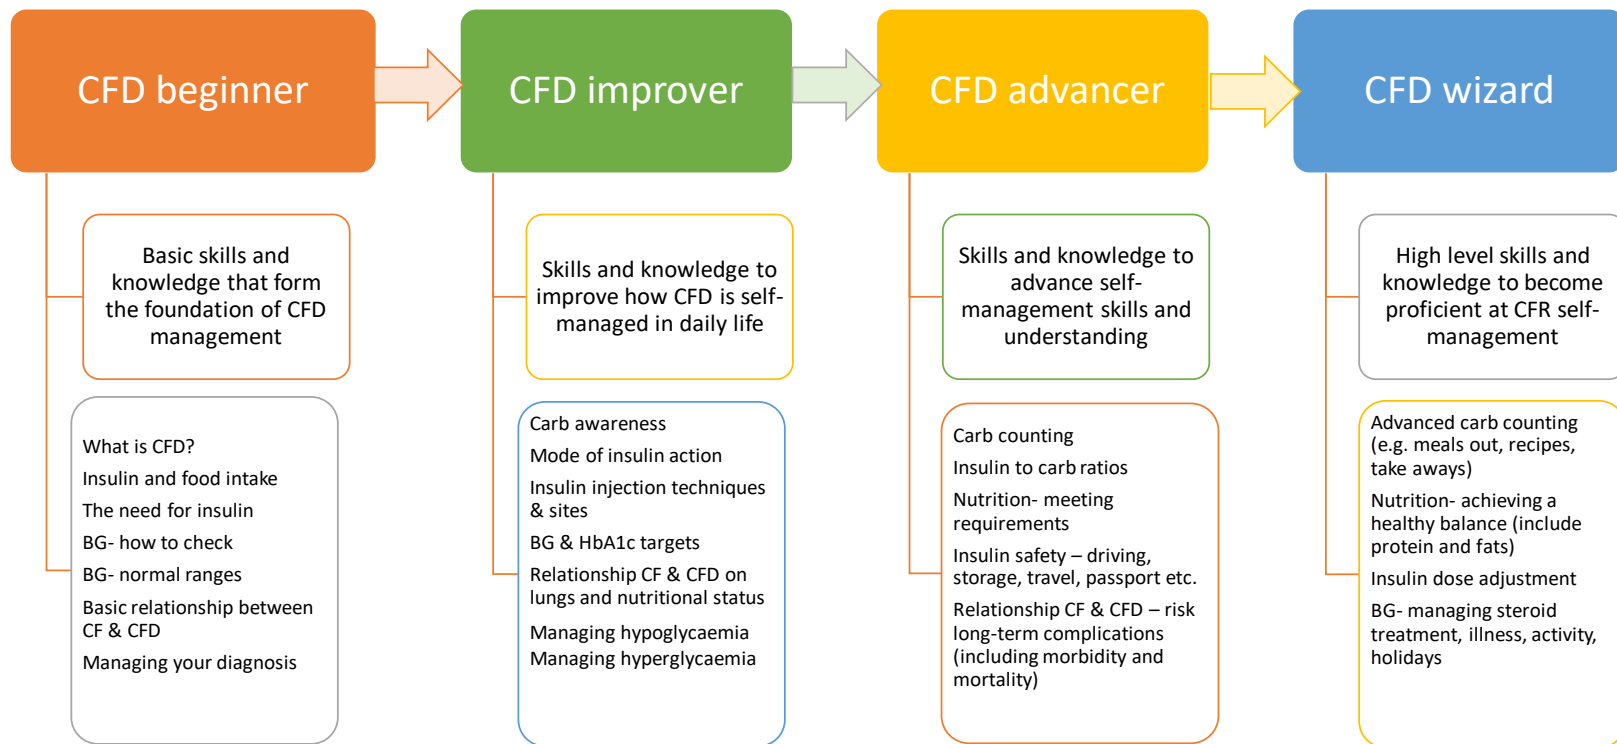 CFD beginner
CFD improver
CFD advancer
CFD wizard
Basic skills and
knowledge that form
the foundation of CFD
management
Skills and knowledge to
improve how CFD is self-
managed in daily life
Skills and knowledge to
advance self-
management skills and
understanding
High level skills and
knowledge to become
proficient at CFR self-
management
What is CFD?
Insulin and food intake
The need for insulin
BG- how to check
BG- normal ranges
Basic relationship between
CF & CFD
Managing your diagnosis
Carb awareness
Mode of insulin action
Insulin injection techniques
& sites
BG & HbA1c targets
Relationship CF & CFD on
lungs and nutritional status
Managing hypoglycaemia
Managing hyperglycaemia
Carb counting
Insulin to carb ratios
Nutrition- meeting
requirements
Insulin safety – driving,
storage, travel, passport etc.
Relationship CF & CFD – risk
long-term complications
(including morbidity and
mortality)
Advanced carb counting
(e.g. meals out, recipes,
take aways)
Nutrition- achieving a
healthy balance (include
protein and fats)
Insulin dose adjustment
BG- managing steroid
treatment, illness, activity,
holidays